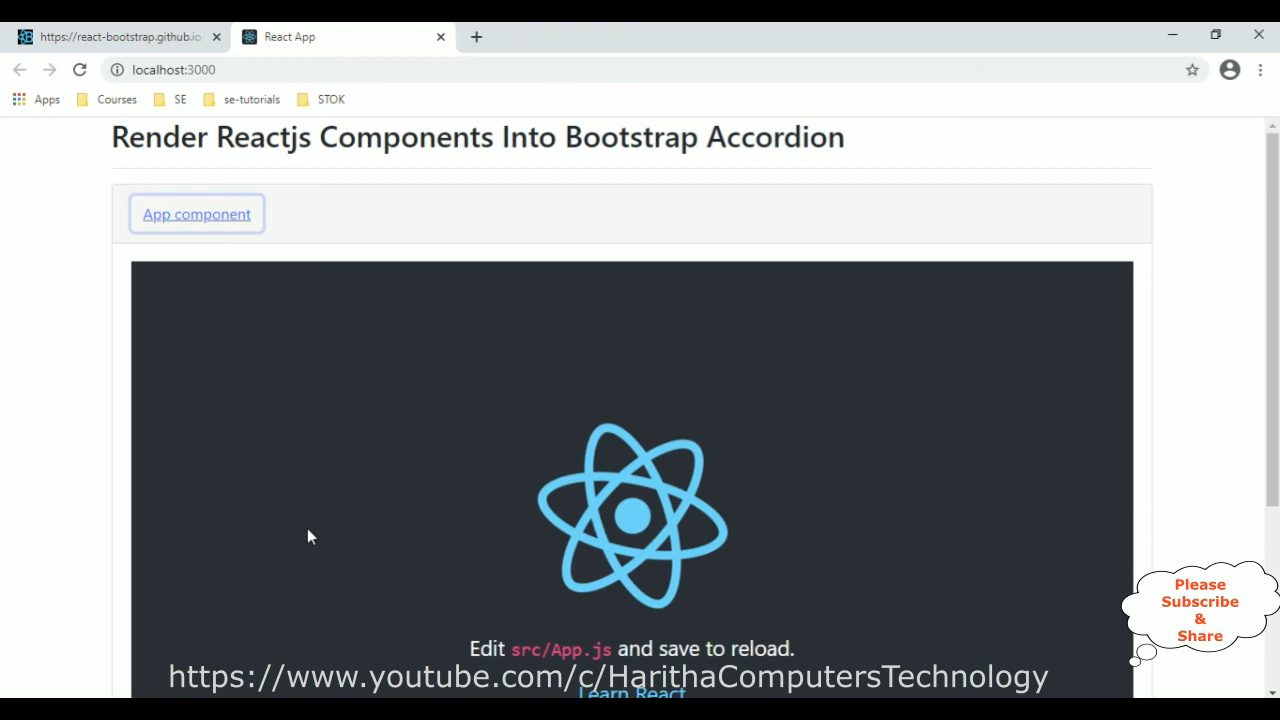 https://react-bootstrap.github.io
React App
localhost:3000
Apps
Courses
SE
se-tutorials
STOK
Render Reactjs Components Into Bootstrap Accordion
App component
Edit src/App.js and save to reload.
Learn React
https://www.youtube.com/c/HarithaComputersTechnology
Please
Subscribe
&
Share